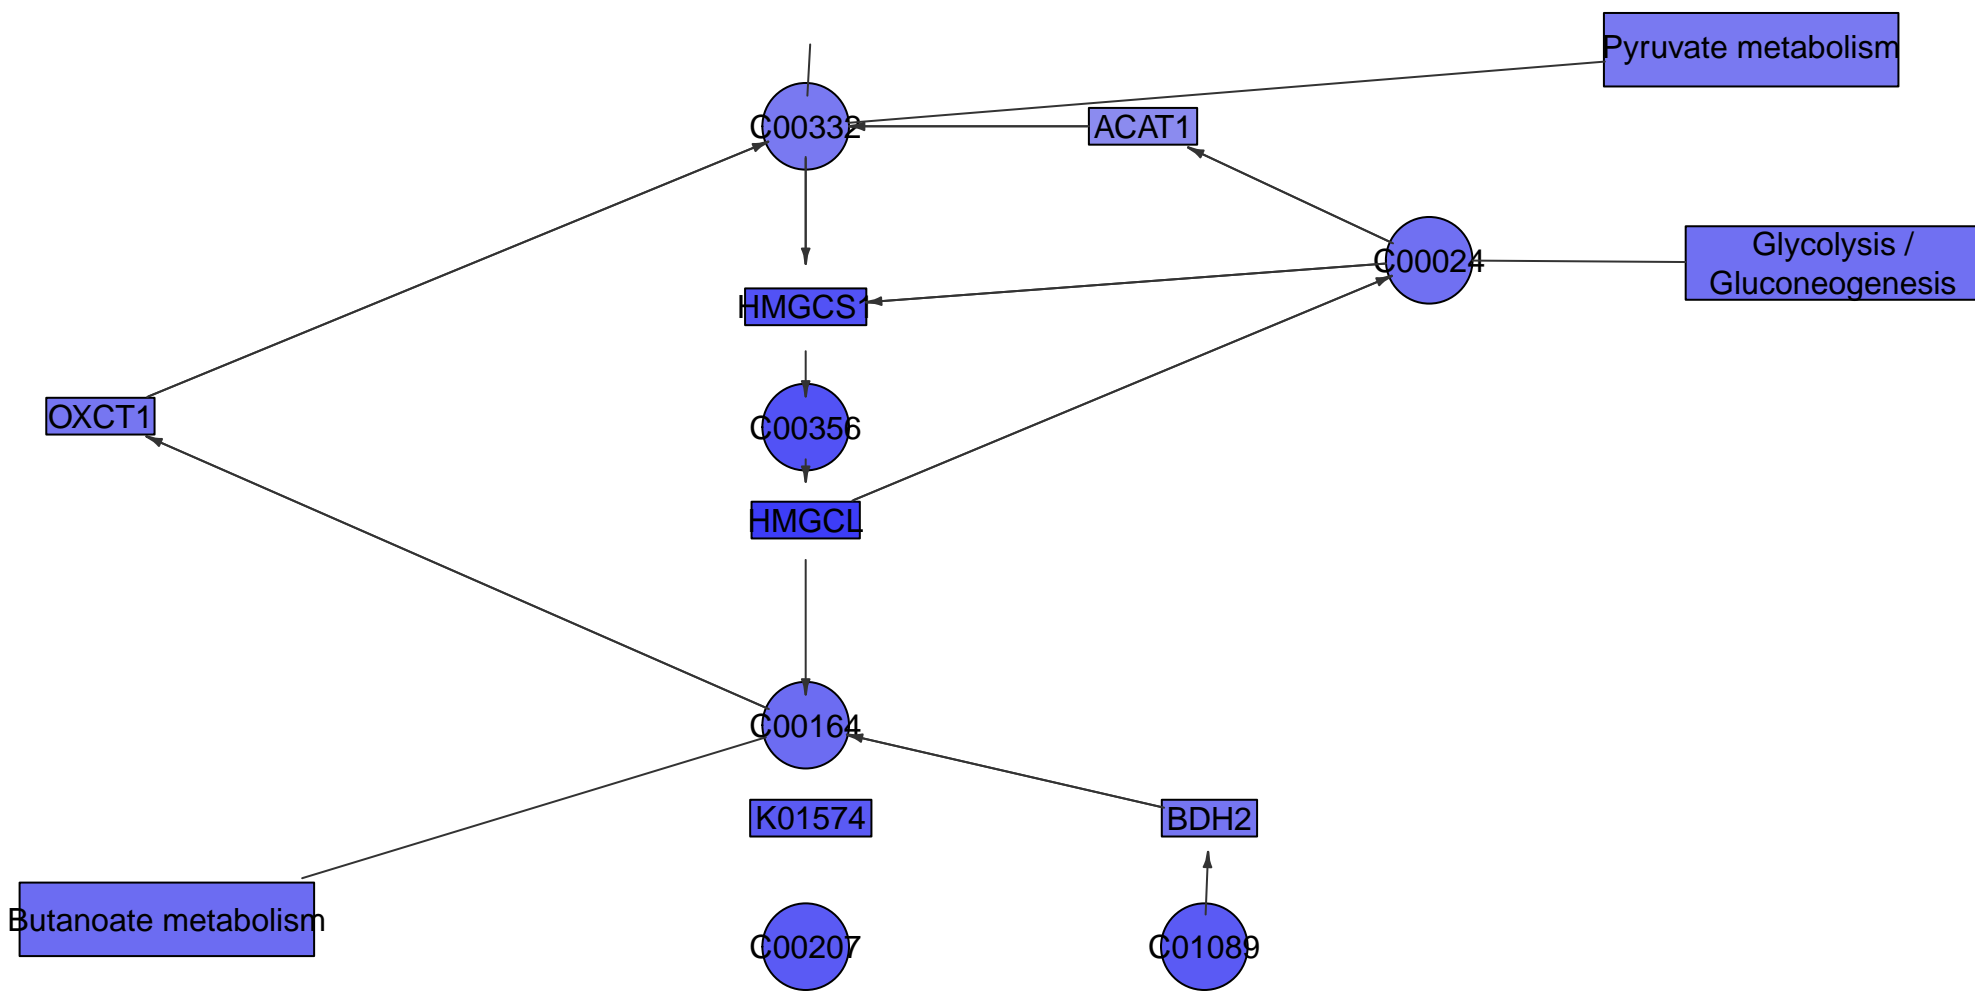 Pyruvate metabolism
C00332
ACAT1
Glycolysis /
Gluconeogenesis
C00024
HMGCS1
OXCT1
C00356
HMGCL
C00164
K01574
BDH2
Butanoate metabolism
C00207
C01089